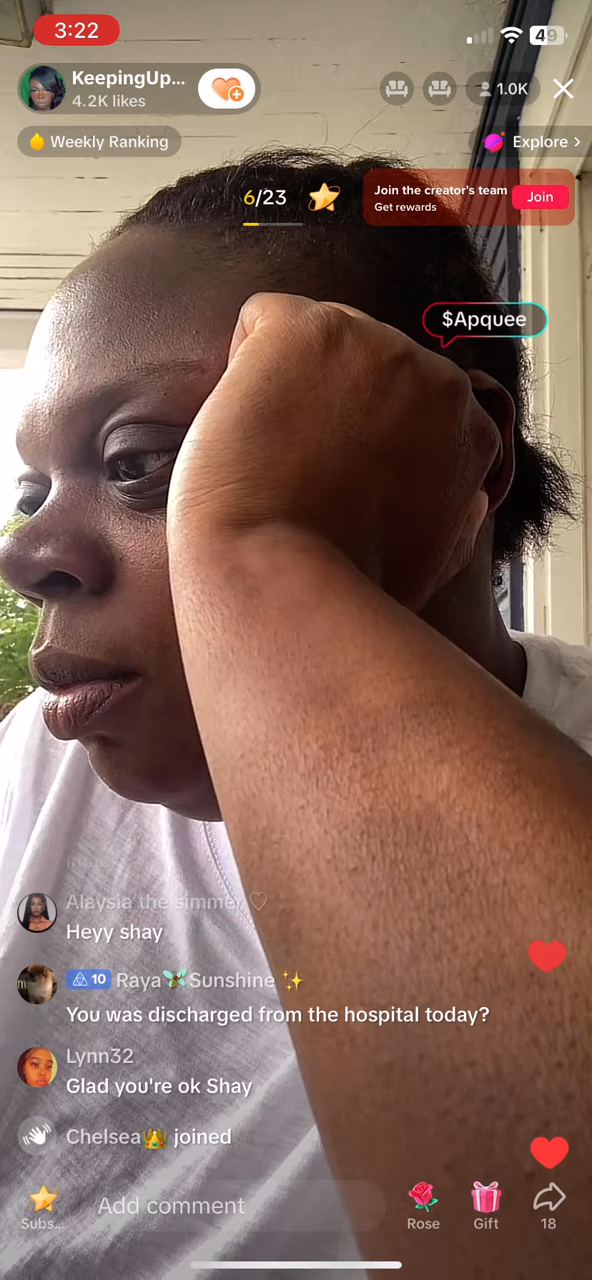 3:22
49
KeepingUp...
4.2K likes
1.0K
Weekly Ranking
Explore >
6/23
Join the creator's team
Get rewards
Join
$Apquee
Alaysia the simmer ♡
Heyy shay
10 Raya🧚Sunshine ✨
You was discharged from the hospital today?
Lynn32
Glad you're ok Shay
Chelsea👑 joined
Subs...
Add comment
Rose
Gift
18